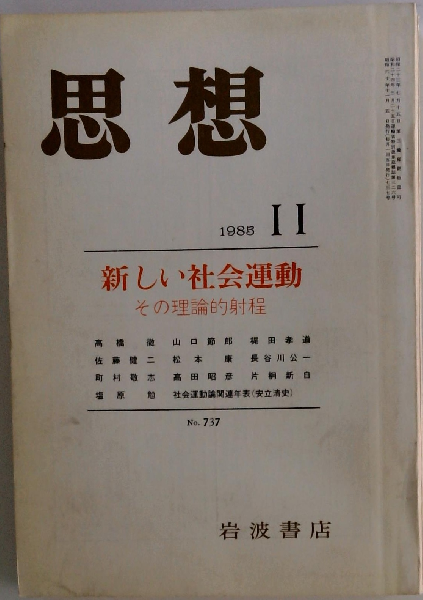 思想
1985 11
新しい社会運動
その理論的射程
高橋徹 山口節郎 梶田孝道
佐藤健二 松本康 長谷川公一
町村敬志 高田昭彦 片桐新自
塩原勉 社会運動論関連年表(安立清史)
No. 737
岩波書店